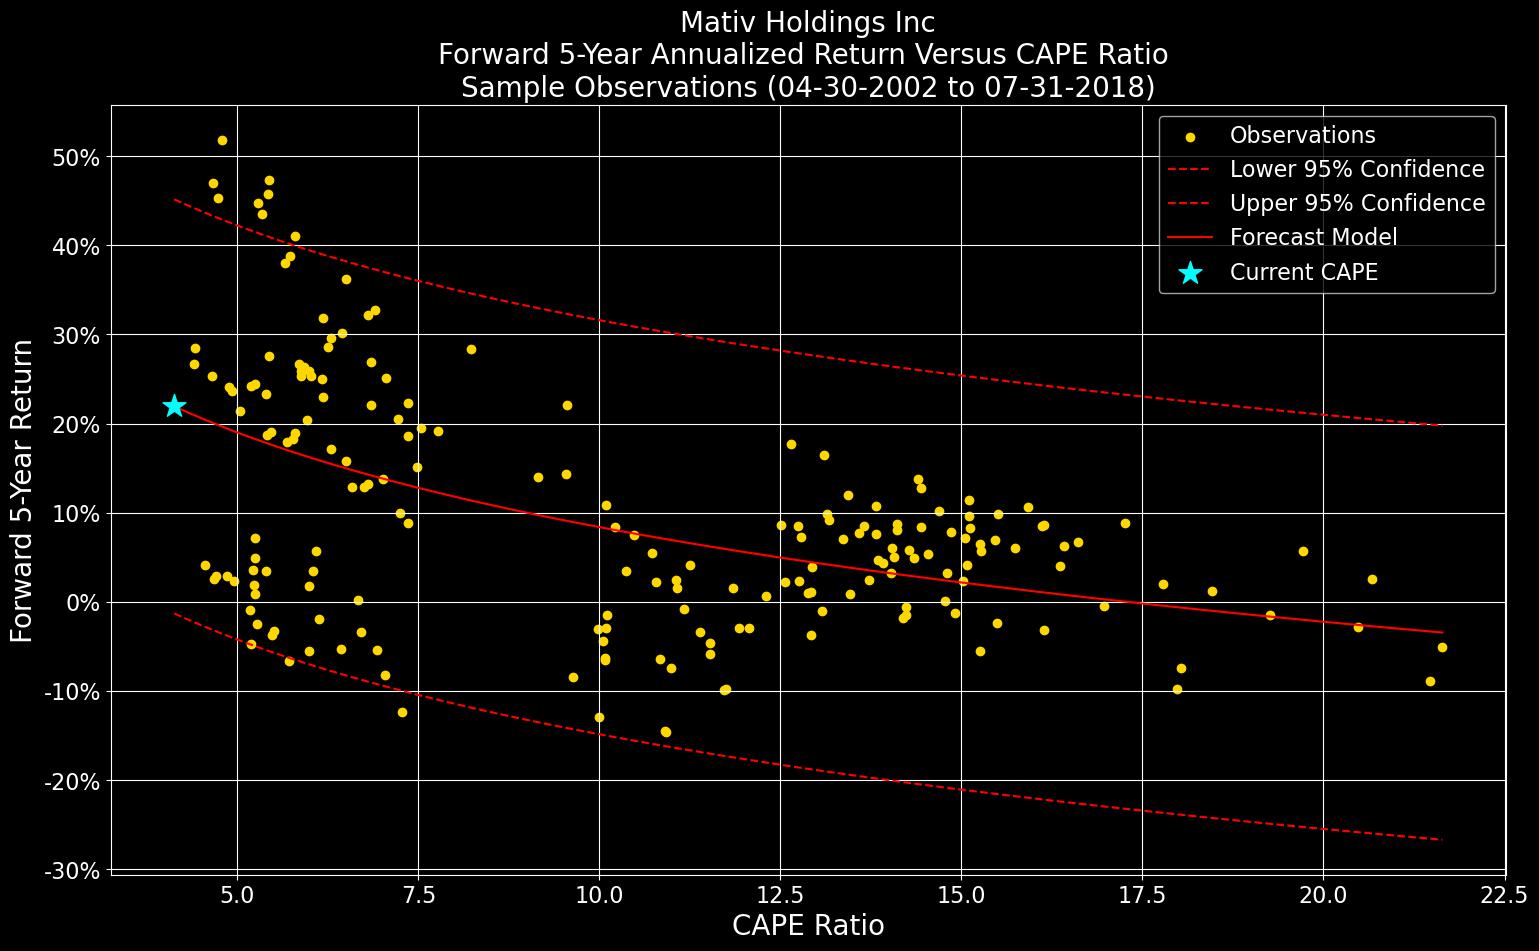 Mativ Holdings Inc
Forward 5-Year Annualized Return Versus CAPE Ratio
Sample Observations (04-30-2002 to 07-31-2018)
Observations
Lower 95% Confidence
Upper 95% Confidence
Forecast Model
Current CAPE
Forward 5-Year Return
50%
40%
30%
20%
10%
0%
-10%
-20%
-30%
5.0 7.5 10.0 12.5 15.0 17.5 20.0 22.5
CAPE Ratio